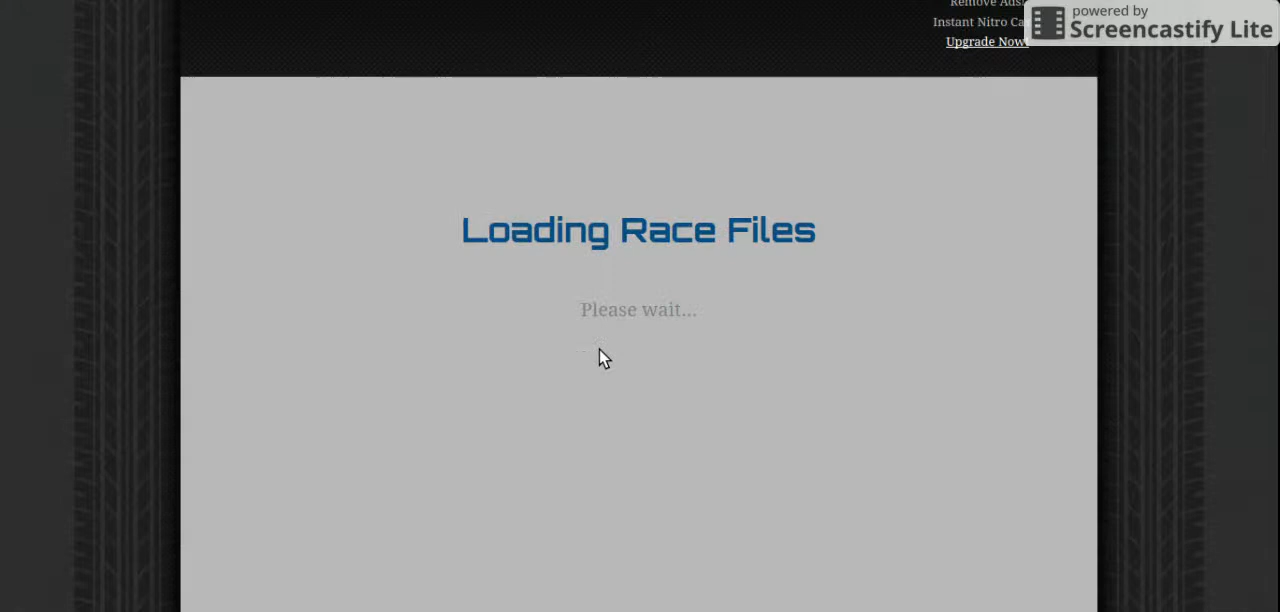 Remove Ads!
Instant Nitro Ca
Upgrade Now!
powered by
Screencastify Lite
Loading Race Files
Please wait...